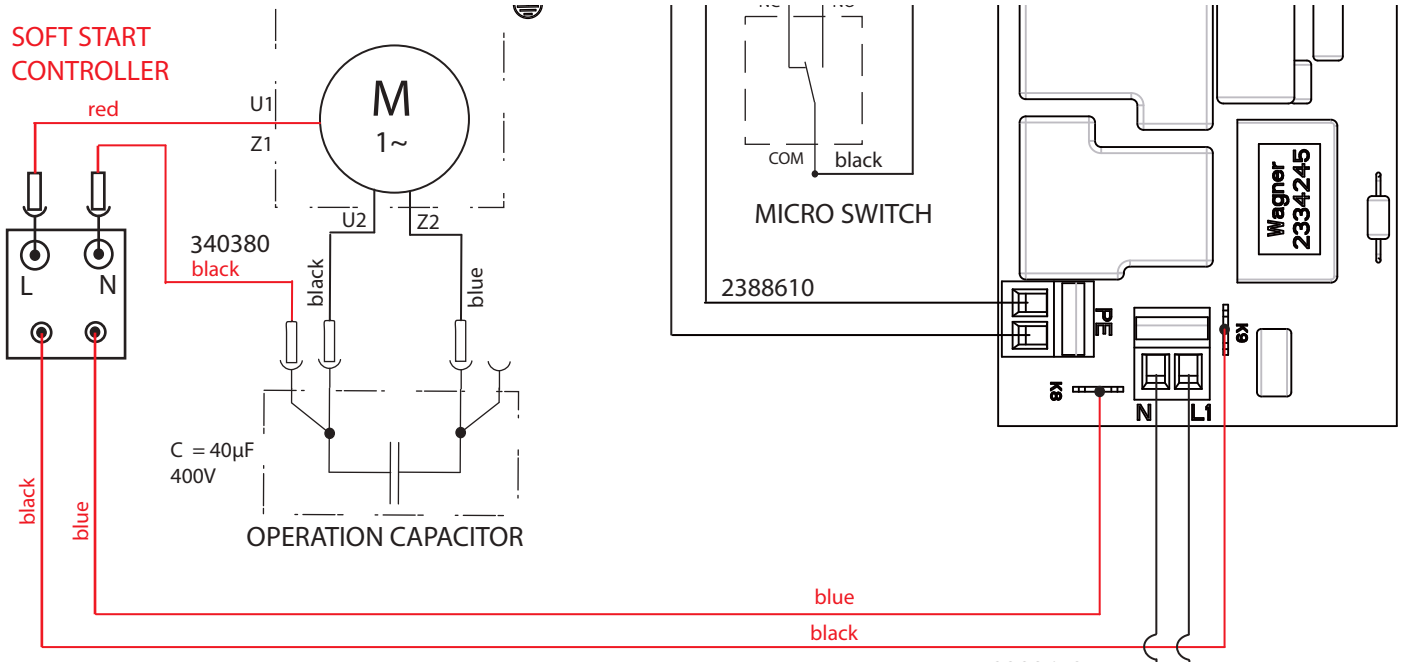 SOFT START
CONTROLLER
red
U1
Z1
M
1~
COM
black
MICRO SWITCH
Wagner
2334245
U2
Z2
340380
black
black
blue
L
N
2388610
PE
K9
K8
N
L1
C = 40µF
400V
OPERATION CAPACITOR
black
blue
blue
black